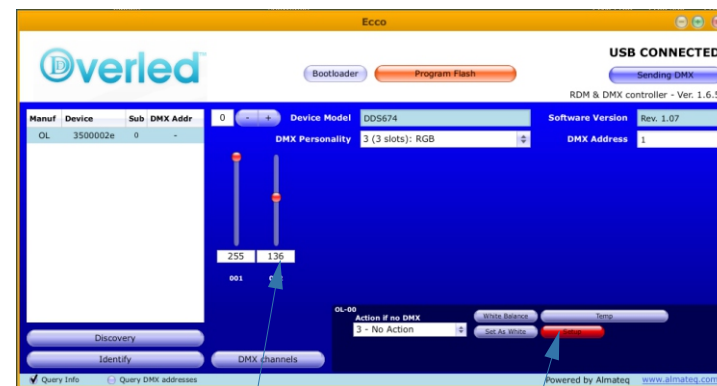 Ecco
Overled
USB CONNECTED
Bootloader
Program Flash
Sending DMX
RDM & DMX controller - Ver. 1.6.5
Manuf Device Sub DMX Addr
OL 3500002e 0 -
0 - +
Device Model DDS674
Software Version Rev. 1.07
DMX Personality 3 (3 slots): RGB
DMX Address 1
255 136
001
OL-00
Action if no DMX
3 - No Action
White Balance
Temp
Set As White
Setup
Discovery
Identify
DMX channels
Query Info
Query DMX addresses
Powered by Almateq www.almateq.com